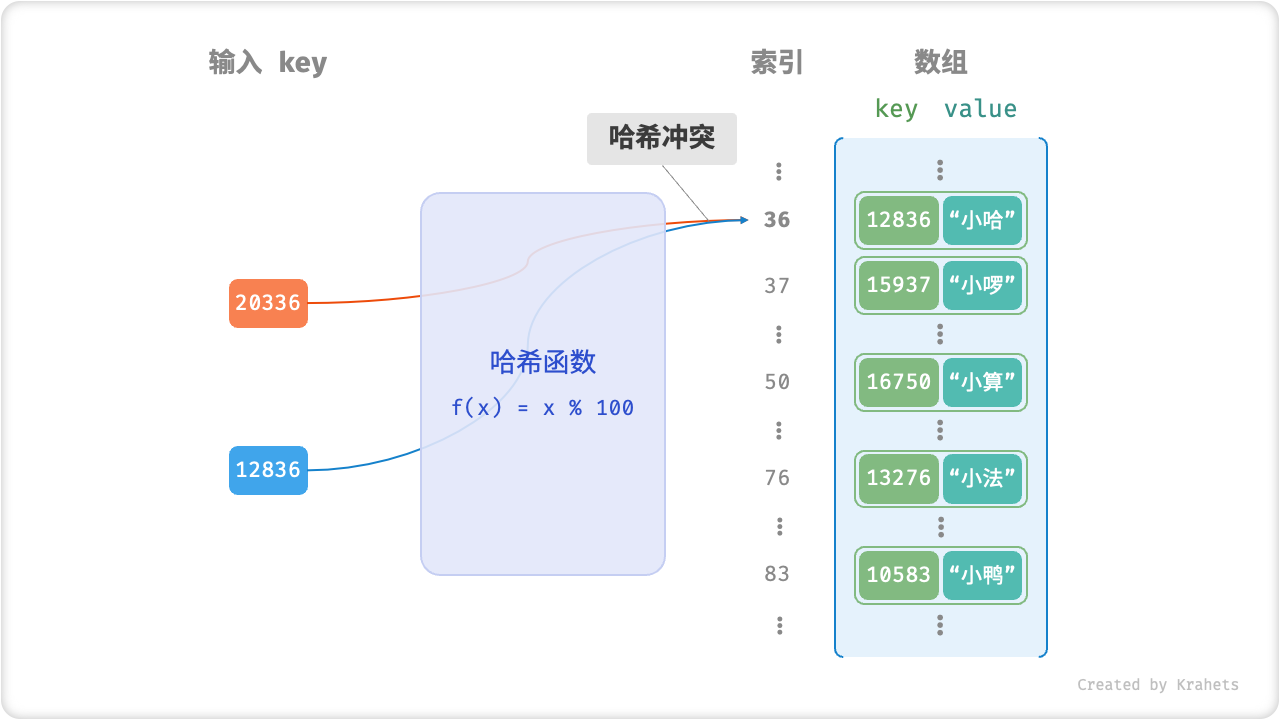 输入 key
索引
数组
key value
哈希冲突
36
12836 “小哈”
20336
37
15937 “小啰”
哈希函数
f(x) = x % 100
50
16750 “小算”
12836
76
13276 “小法”
83
10583 “小鸭”
Created by Krahets